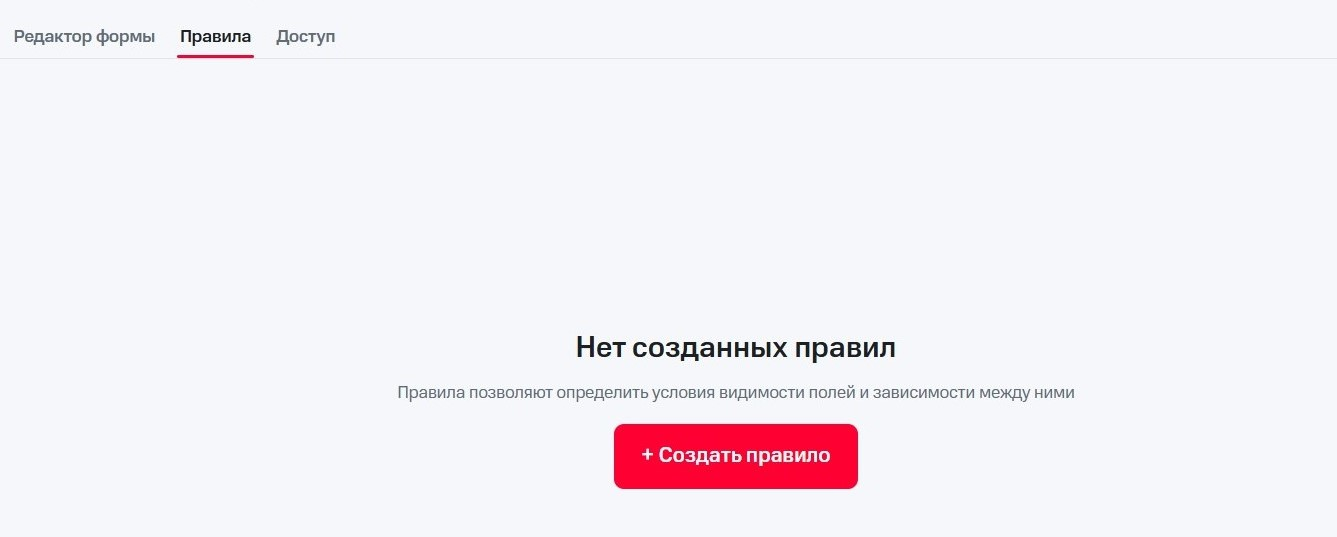 Редактор формы Правила Доступ
Нет созданных правил
Правила позволяют определить условия видимости полей и зависимости между ними
+ Создать правило